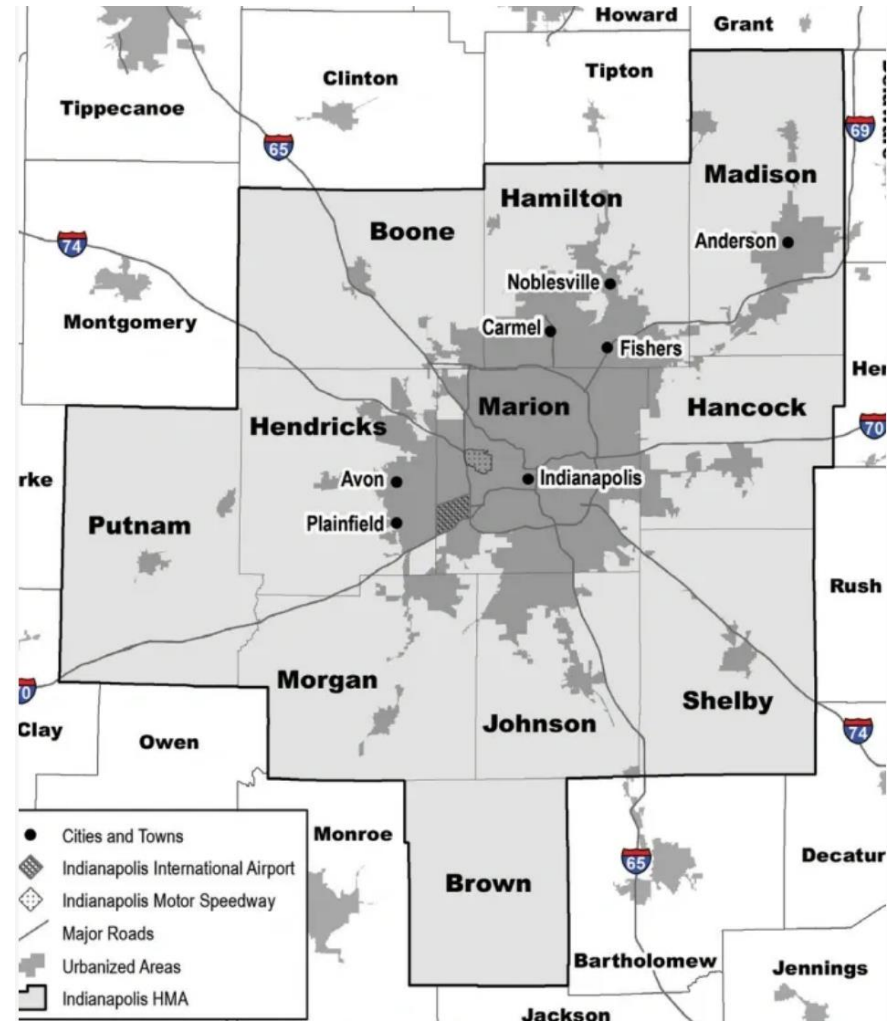 Howard
Grant
Tipton
Clinton
Tippecanoe
65
69
Madison
Hamilton
Boone
Anderson
74
Noblesville
Montgomery
Carmel
Fishers
Her
Marion
Hancock
Hendricks
70
Avon
Indianapolis
rke
Putnam
Plainfield
Rush
Morgan
0
Shelby
Johnson
Clay
Owen
74
Monroe
Decatur
65
Brown
Bartholomew
Jennings
Jackson
Cities and Towns
Indianapolis International Airport
Indianapolis Motor Speedway
Major Roads
Urbanized Areas
Indianapolis HMA